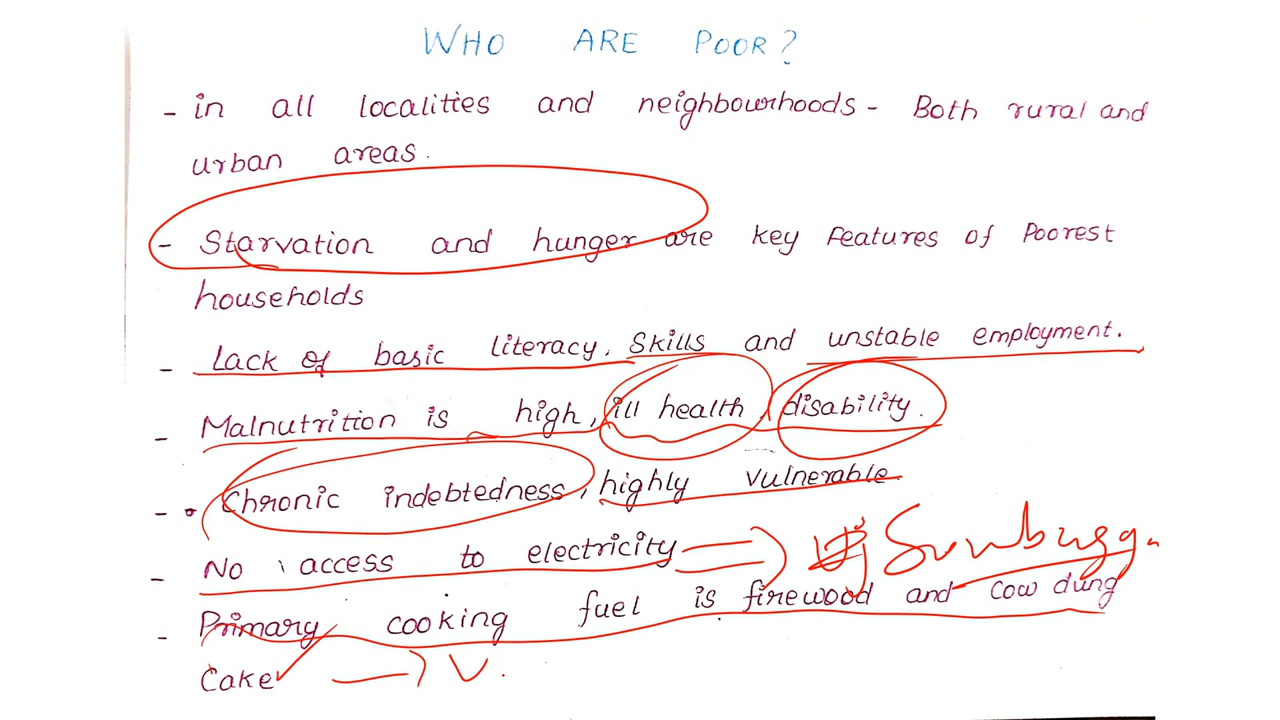 WHO ARE POOR?
- in all localities and neighbourhoods - Both rural and
urban areas.
- Starvation and hunger are key features of Poorest
households
- Lack of basic literacy, skills and unstable employment.
- Malnutrition is high, ill health, disability.
- • Chronic indebtedness, highly vulnerable.
- No access to electricity
- Primary cooking fuel is firewood and cow dung
Cake